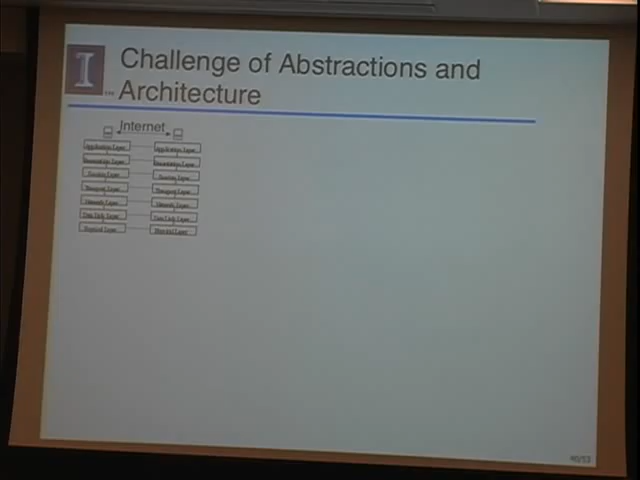 I
Challenge of Abstractions and
Architecture
Internet
Application Layer Application Layer
Presentation Layer Presentation Layer
Session Layer Session Layer
Transport Layer Transport Layer
Network Layer Network Layer
Data Link Layer Data Link Layer
Physical Layer Physical Layer